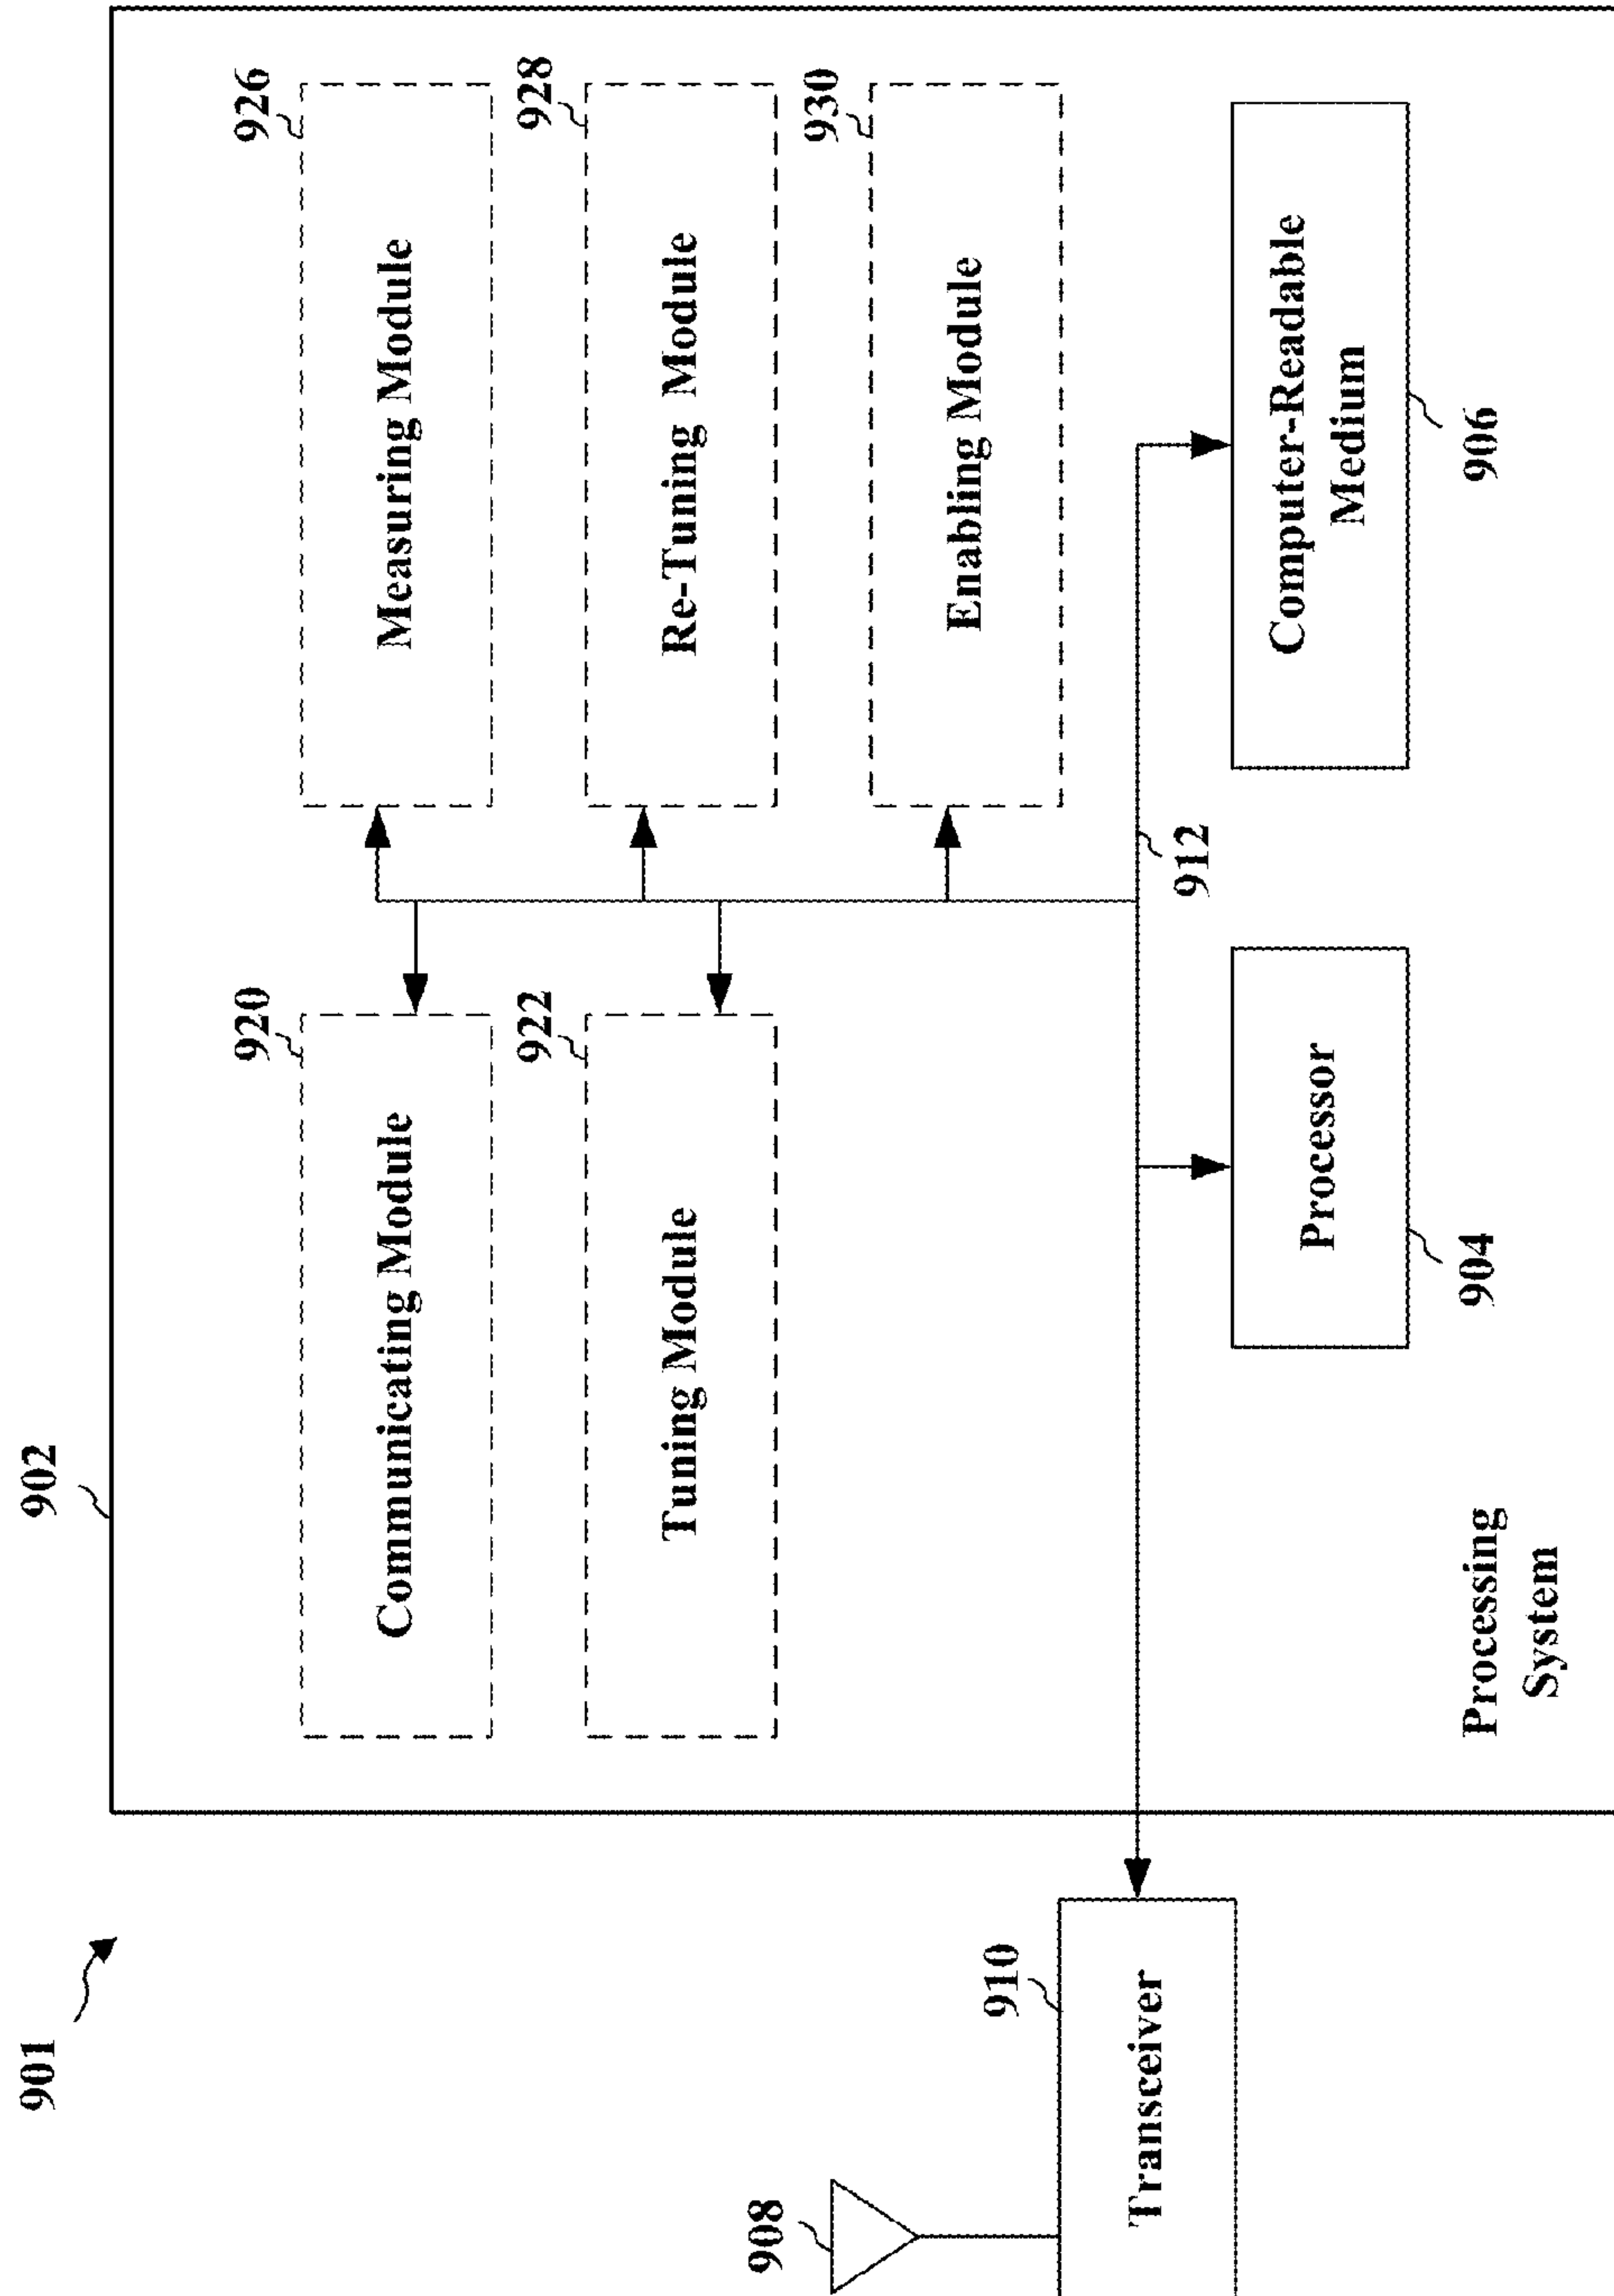 901
902
920
Communicating Module
926
Measuring Module
922
Tuning Module
928
Re-Tuning Module
930
Enabling Module
908
910
Transceiver
912
Processor
904
Computer-Readable
Medium
906
Processing
System